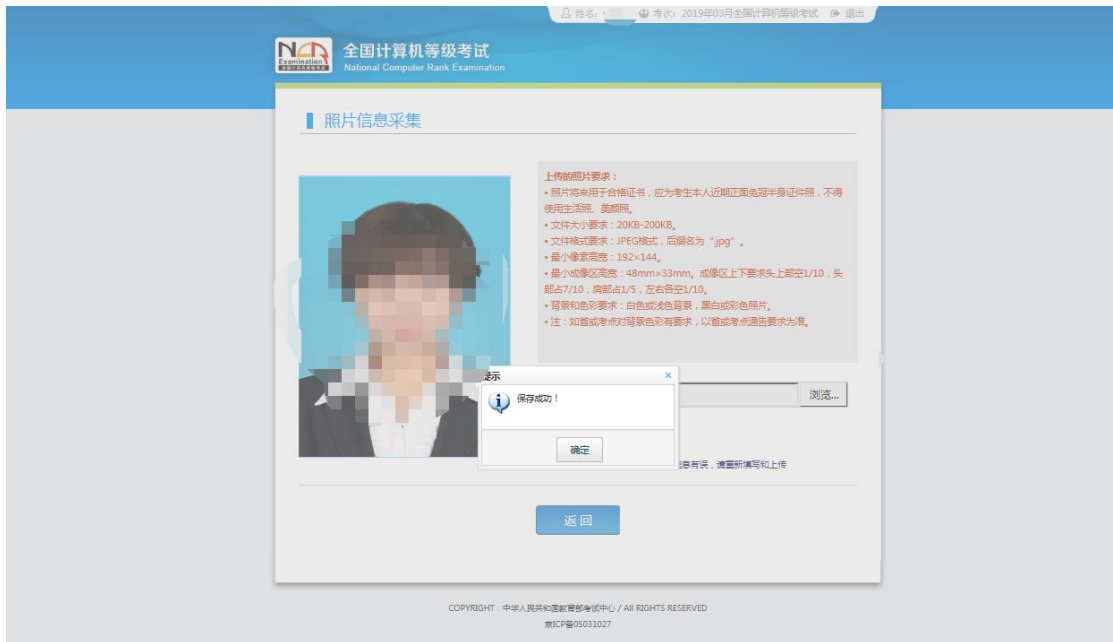 姓名：
考次：2019年03月全国计算机等级考试
退出
NCR
Examination
全国计算机等级考试
National Computer Rank Examination
照片信息采集
上传的照片要求：
• 照片将来用于合格证书，应为考生本人近期正面免冠半身证件照，不得
使用生活照、美颜照。
• 文件大小要求：20KB-200KB。
• 文件格式要求：JPEG格式，后缀名为“.jpg”。
• 最小像素高宽：192×144。
• 最小成像区高宽：48mm×33mm。成像区上下要求头上部空1/10，头
部占7/10，肩部占1/5，左右各空1/10。
• 背景和色彩要求：白色或浅色背景，黑白或彩色照片。
• 注：如省或考点对背景色彩有要求，以省或考点通告要求为准。
提示
×
保存成功！
确定
浏览...
息有误，请重新填写和上传
返回
COPYRIGHT：中华人民共和国教育部考试中心 / All RIGHTS RESERVED
京ICP备05031027